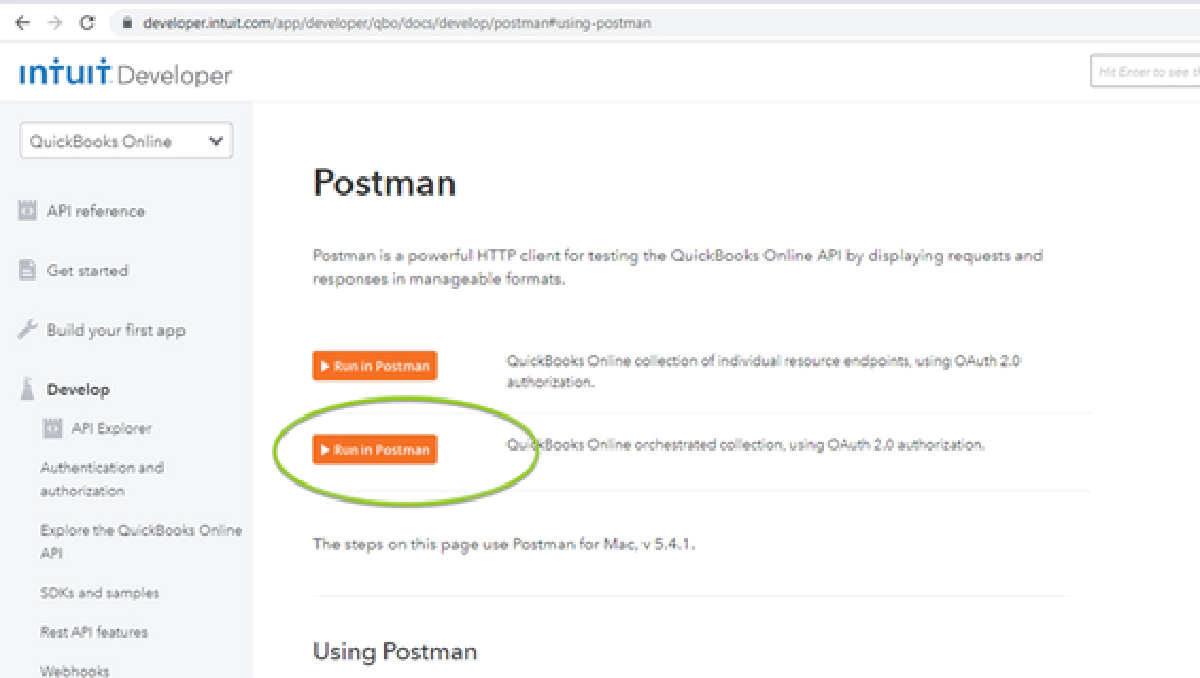 developer.intuit.com/app/developer/qbo/docs/develop/postman#using-postman
INTUIT Developer
Hit Enter to see
QuickBooks Online
API reference
Get started
Build your first app
Develop
API Explorer
Authentication and
authorization
Explore the QuickBooks Online
API
SDKs and samples
Rest API features
Webhooks
Postman
Postman is a powerful HTTP client for testing the QuickBooks Online API by displaying requests and
responses in manageable formats.
Run in Postman
QuickBooks Online collection of individual resource endpoints, using OAuth 2.0
authorization.
Run in Postman
QuickBooks Online orchestrated collection, using OAuth 2.0 authorization.
The steps on this page use Postman for Mac, v 5.4.1.
Using Postman